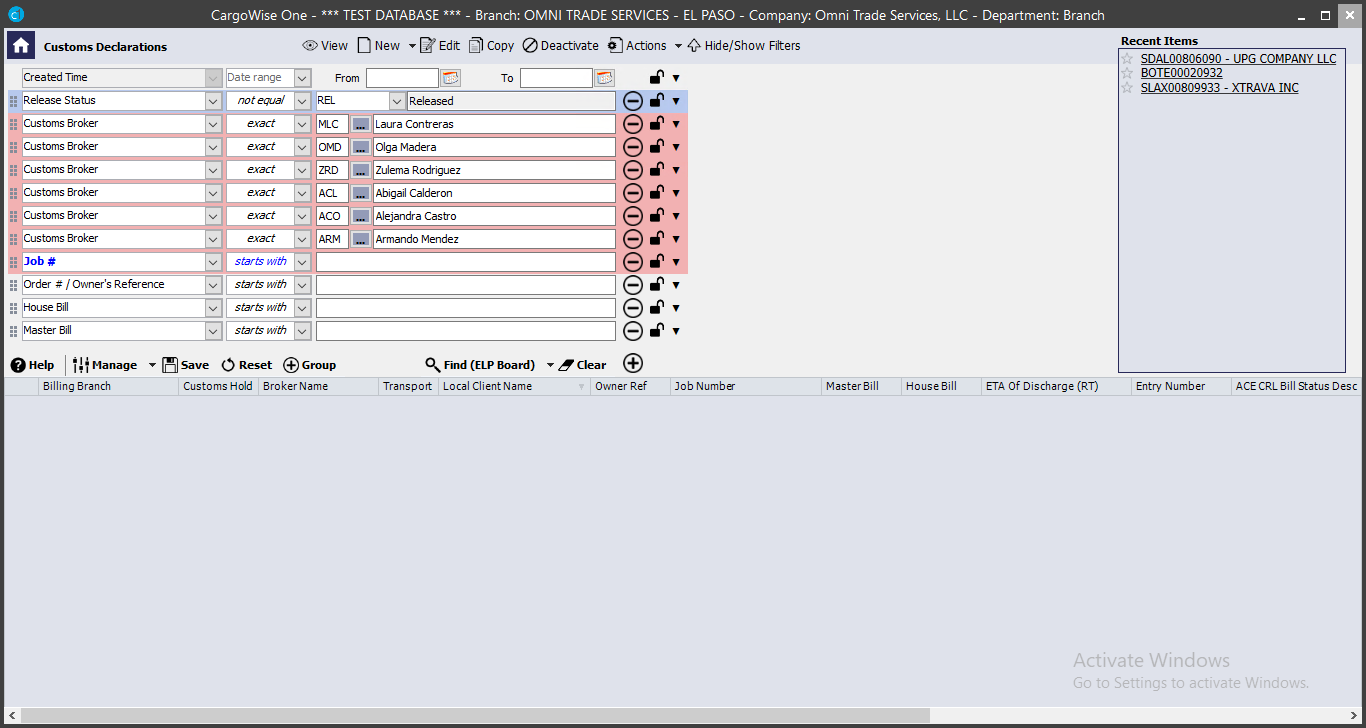 CargoWise One - *** TEST DATABASE *** - Branch: OMNI TRADE SERVICES - EL PASO - Company: Omni Trade Services, LLC - Department: Branch
Customs Declarations View New Edit Copy Deactivate Actions Hide/Show Filters
Recent Items
SDAL00806090 - UPG COMPANY LLC
BOTE00020932
SLAX00809933 - XTRAVA INC
Created Time Date range From To
Release Status not equal REL Released
Customs Broker exact MLC ... Laura Contreras
Customs Broker exact OMD ... Olga Madera
Customs Broker exact ZRD ... Zulema Rodriguez
Customs Broker exact ACL ... Abigail Calderon
Customs Broker exact ACO ... Alejandra Castro
Customs Broker exact ARM ... Armando Mendez
Job # starts with
Order # / Owner's Reference starts with
House Bill starts with
Master Bill starts with
Help Manage Save Reset Group Find (ELP Board) Clear
Billing Branch Customs Hold Broker Name Transport Local Client Name Owner Ref Job Number Master Bill House Bill ETA Of Discharge (RT) Entry Number ACE CRL Bill Status Desc
Activate Windows
Go to Settings to activate Windows.